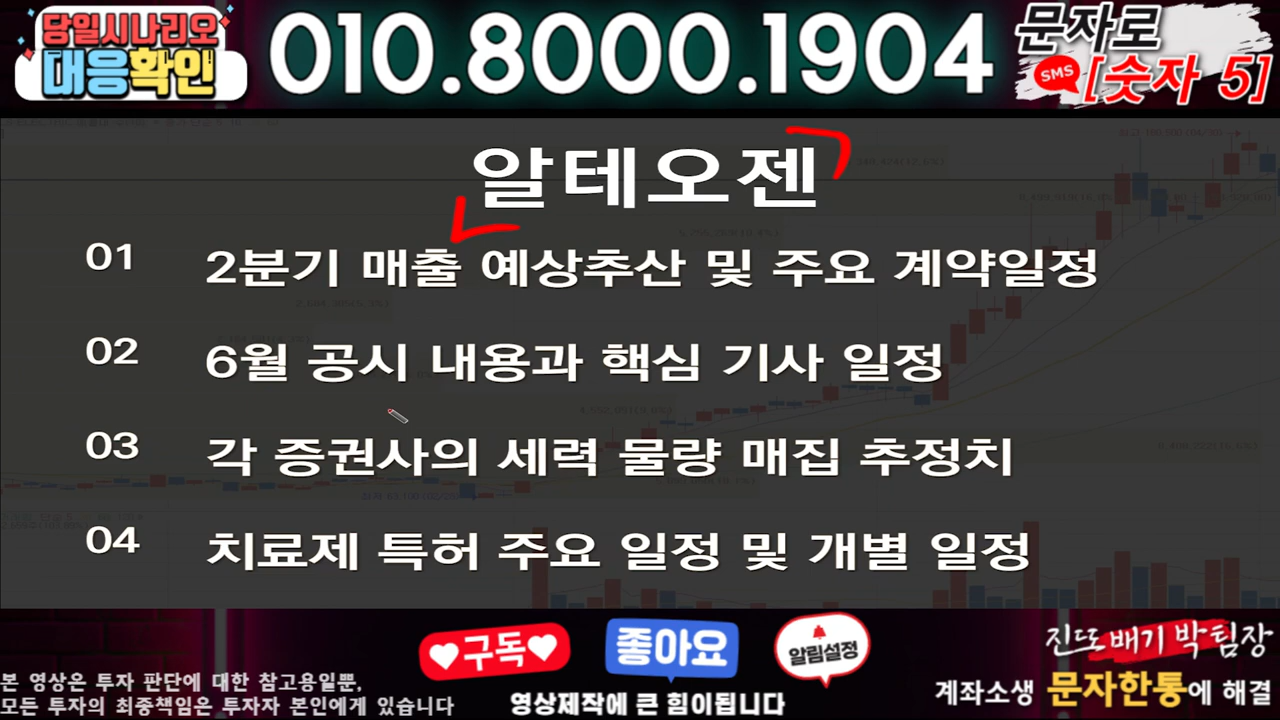 당일시나리오
대응확인
010.8000.1904
문자로
SMS
[숫자 5]
알테오젠
01 2분기 매출 예상추산 및 주요 계약일정
02 6월 공시 내용과 핵심 기사 일정
03 각 증권사의 세력 물량 매집 추정치
04 치료제 특허 주요 일정 및 개별 일정
구독
좋아요
알림설정
영상제작에 큰 힘이됩니다
본 영상은 투자 판단에 대한 참고용일뿐,
모든 투자의 최종책임은 투자자 본인에게 있습니다
진또배기 박팀장
계좌소생 문자한통에 해결